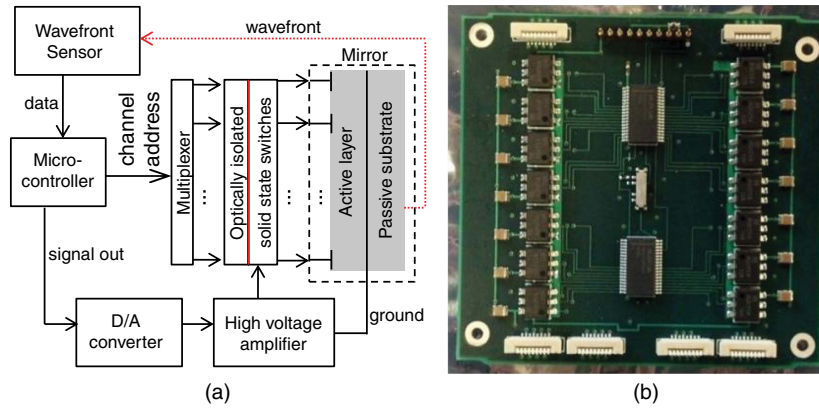 Wavefront
Sensor
wavefront
Mirror
data
Micro-
controller
channel
address
Multiplexer
...
Optically isolated
solid state switches
...
...
Active layer
Passive substrate
signal out
D/A
converter
High voltage
amplifier
ground
(a)
(b)